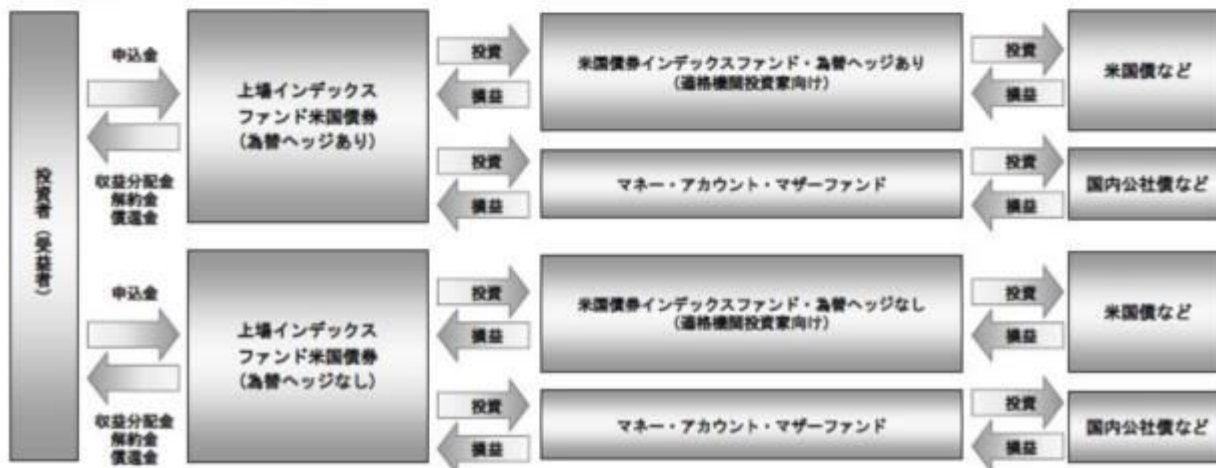 投資者（受益者）
申込金
収益分配金
解約金
償還金
上場インデックス
ファンド米国債券
（為替ヘッジあり）
投資
損益
米国債券インデックスファンド・為替ヘッジあり
（適格機関投資家向け）
投資
損益
米国債など
投資
損益
マネー・アカウント・マザーファンド
投資
損益
国内公社債など
申込金
収益分配金
解約金
償還金
上場インデックス
ファンド米国債券
（為替ヘッジなし）
投資
損益
米国債券インデックスファンド・為替ヘッジなし
（適格機関投資家向け）
投資
損益
米国債など
投資
損益
マネー・アカウント・マザーファンド
投資
損益
国内公社債など